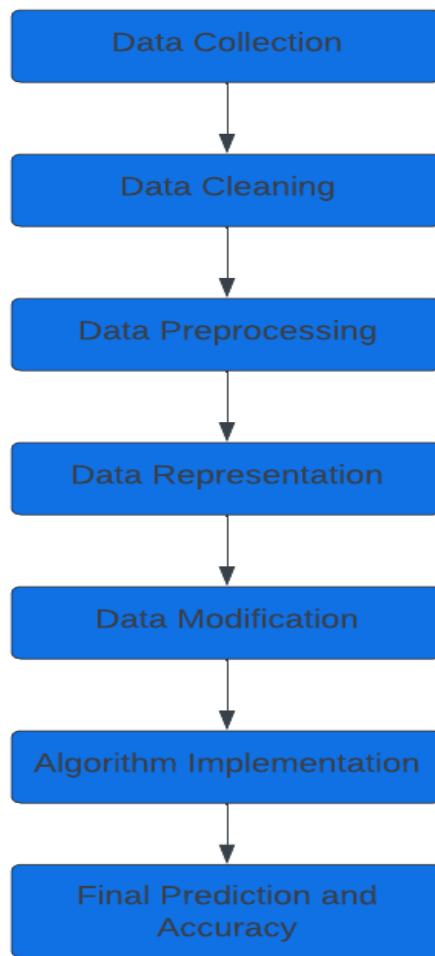 Data Collection
Data Cleaning
Data Preprocessing
Data Representation
Data Modification
Algorithm Implementation
Final Prediction and
Accuracy